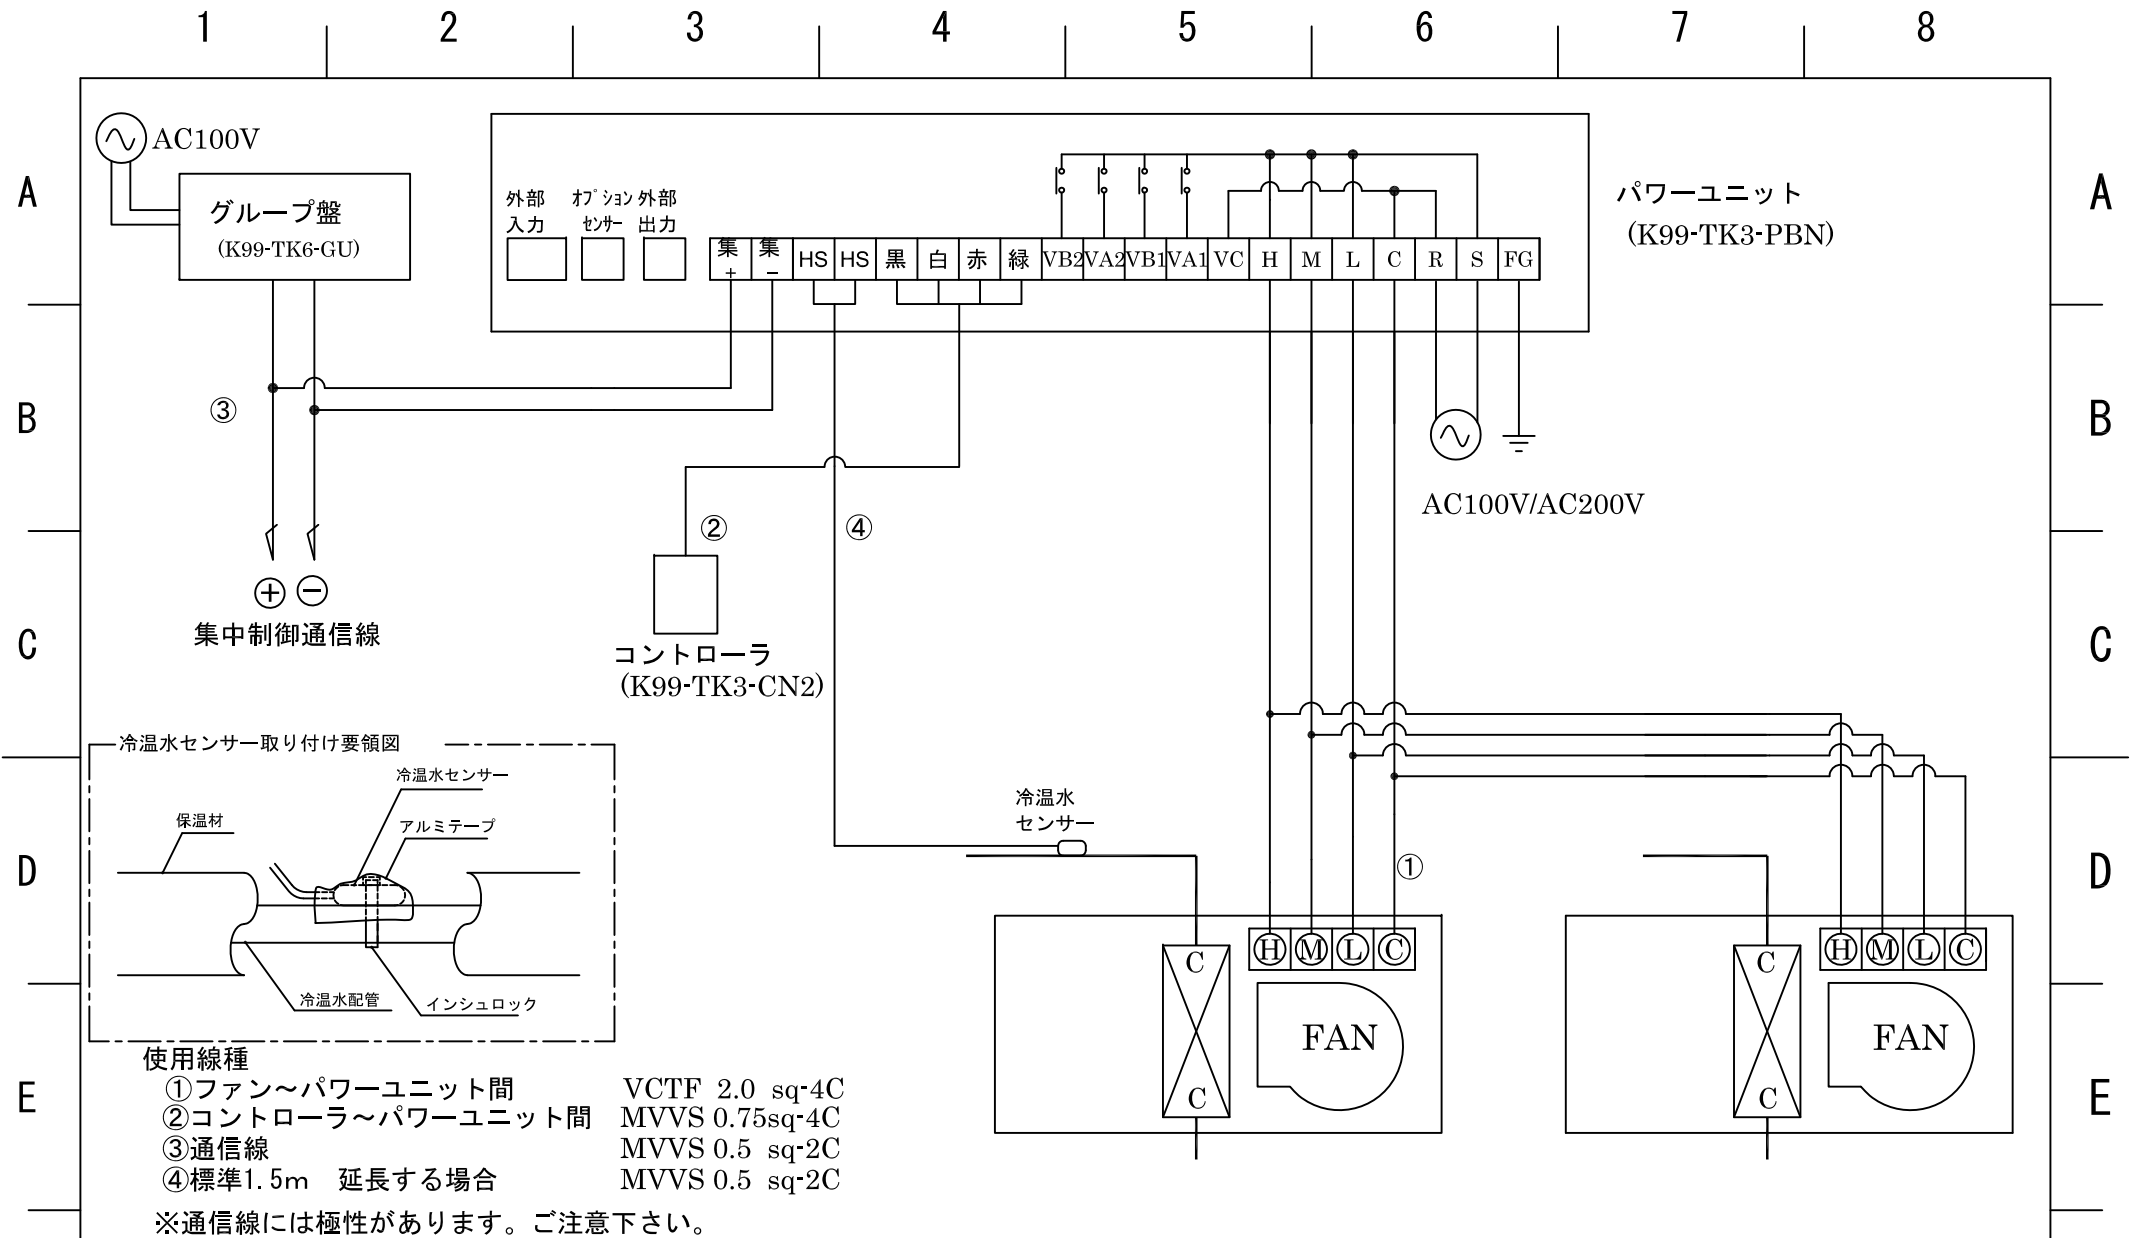 1 2 3 4 5 6 7 8
A
A
B
B
C
C
D
D
E
E
AC100V
グループ盤
(K99-TK6-GU)
外部
入力
オプション
センサー
外部
出力
集
+
集
-
HS HS 黒 白 赤 緑 VB2 VA2 VB1 VA1 VC H M L C R S FG
パワーユニット
(K99-TK3-PBN)
③
AC100V/AC200V
②
④
⊕ ⊖
集中制御通信線
コントローラ
(K99-TK3-CN2)
冷温水センサー取り付け要領図
冷温水センサー
保温材
アルミテープ
冷温水配管
インシュロック
冷温水
センサー
①
H M L C
C
FAN
C
H M L C
C
FAN
C
使用線種
①ファン～パワーユニット間 VCTF 2.0 sq-4C
②コントローラ～パワーユニット間 MVVS 0.75sq-4C
③通信線 MVVS 0.5 sq-2C
④標準1.5m 延長する場合 MVVS 0.5 sq-2C
※通信線には極性があります。ご注意下さい。